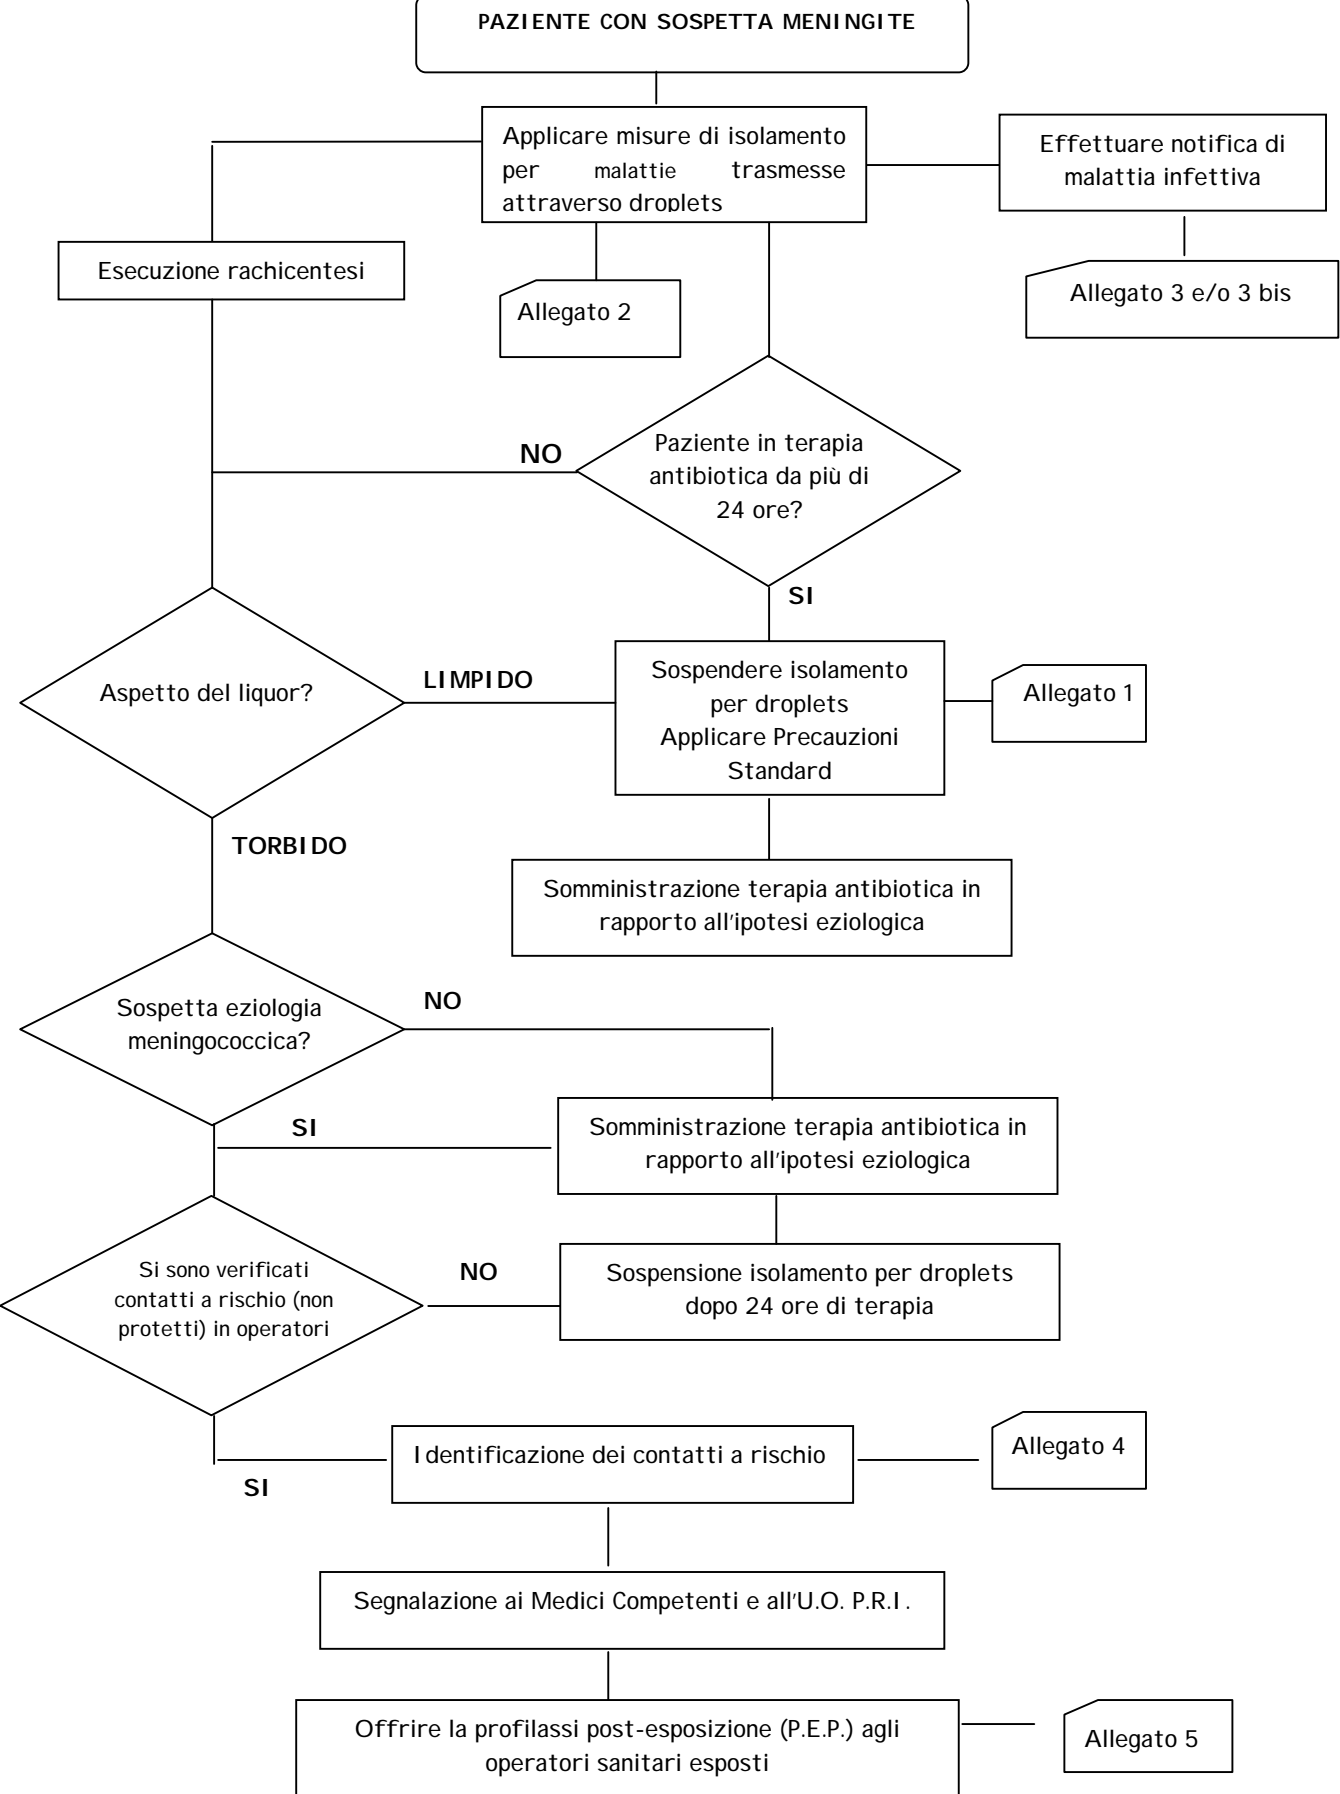 PAZIENTE CON SOSPETTA MENINGITE
Applicare misure di isolamento
per malattie trasmesse
attraverso droplets
Effettuare notifica di
malattia infettiva
Esecuzione rachicentesi
Allegato 2
Allegato 3 e/o 3 bis
NO
Paziente in terapia
antibiotica da più di
24 ore?
SI
Aspetto del liquor?
LIMPIDO
Sospendere isolamento
per droplets
Applicare Precauzioni
Standard
Allegato 1
TORBIDO
Somministrazione terapia antibiotica in
rapporto all'ipotesi eziologica
Sospetta eziologia
meningococcica?
NO
SI
Somministrazione terapia antibiotica in
rapporto all'ipotesi eziologica
Si sono verificati
contatti a rischio (non
protetti) in operatori
NO
Sospensione isolamento per droplets
dopo 24 ore di terapia
SI
Identificazione dei contatti a rischio
Allegato 4
Segnalazione ai Medici Competenti e all'U.O. P.R.I.
Offrire la profilassi post-esposizione (P.E.P.) agli
operatori sanitari esposti
Allegato 5